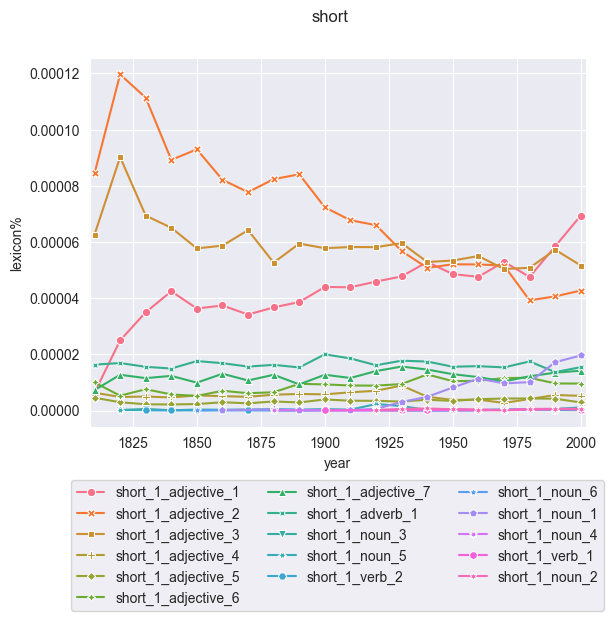 short
0.00012
0.00010
0.00008
0.00006
0.00004
0.00002
0.00000
lexicon%
1825 1850 1875 1900 1925 1950 1975 2000
year
short_1_adjective_1 short_1_adjective_7 short_1_noun_6
short_1_adjective_2 short_1_adverb_1 short_1_noun_1
short_1_adjective_3 short_1_noun_3 short_1_noun_4
short_1_adjective_4 short_1_noun_5 short_1_verb_1
short_1_adjective_5 short_1_verb_2 short_1_noun_2
short_1_adjective_6